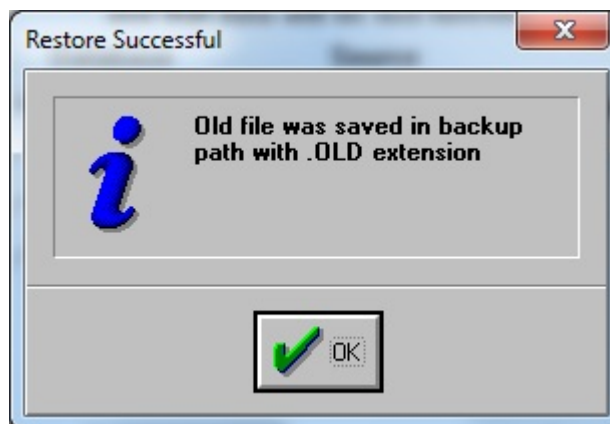 Restore Successful
Old file was saved in backup
path with .OLD extension
OK